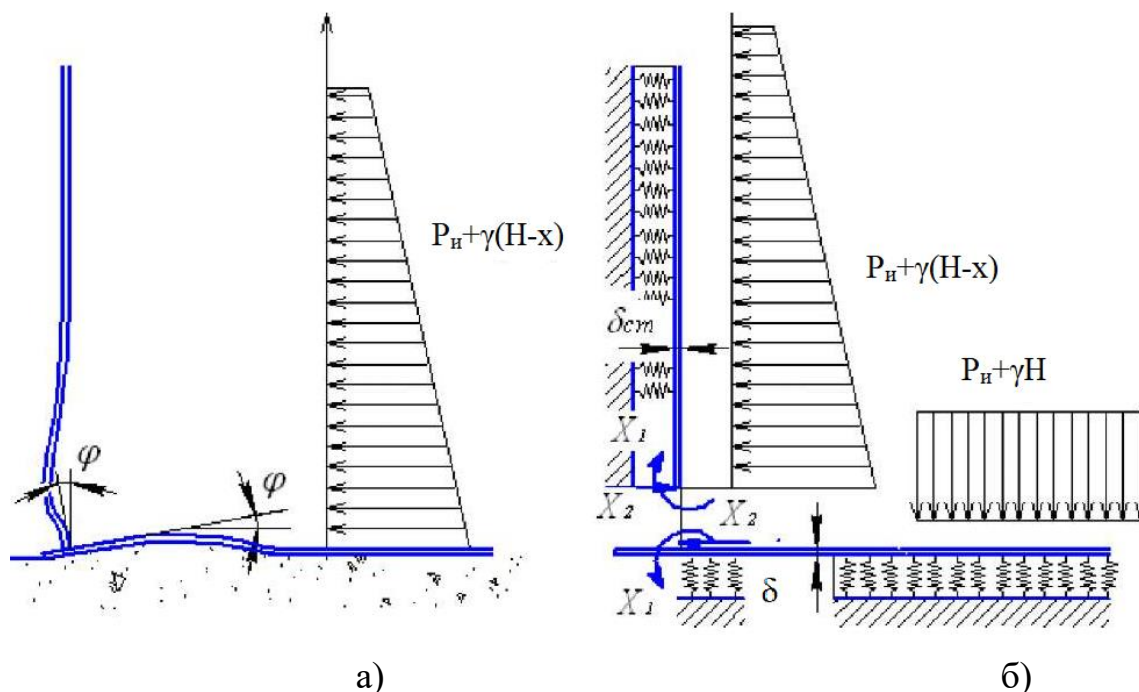 Pи+γ(H-x)
φ
φ
а)
Pи+γ(H-x)
δст
Pи+γH
X1
X2
X2
X1
δ
б)